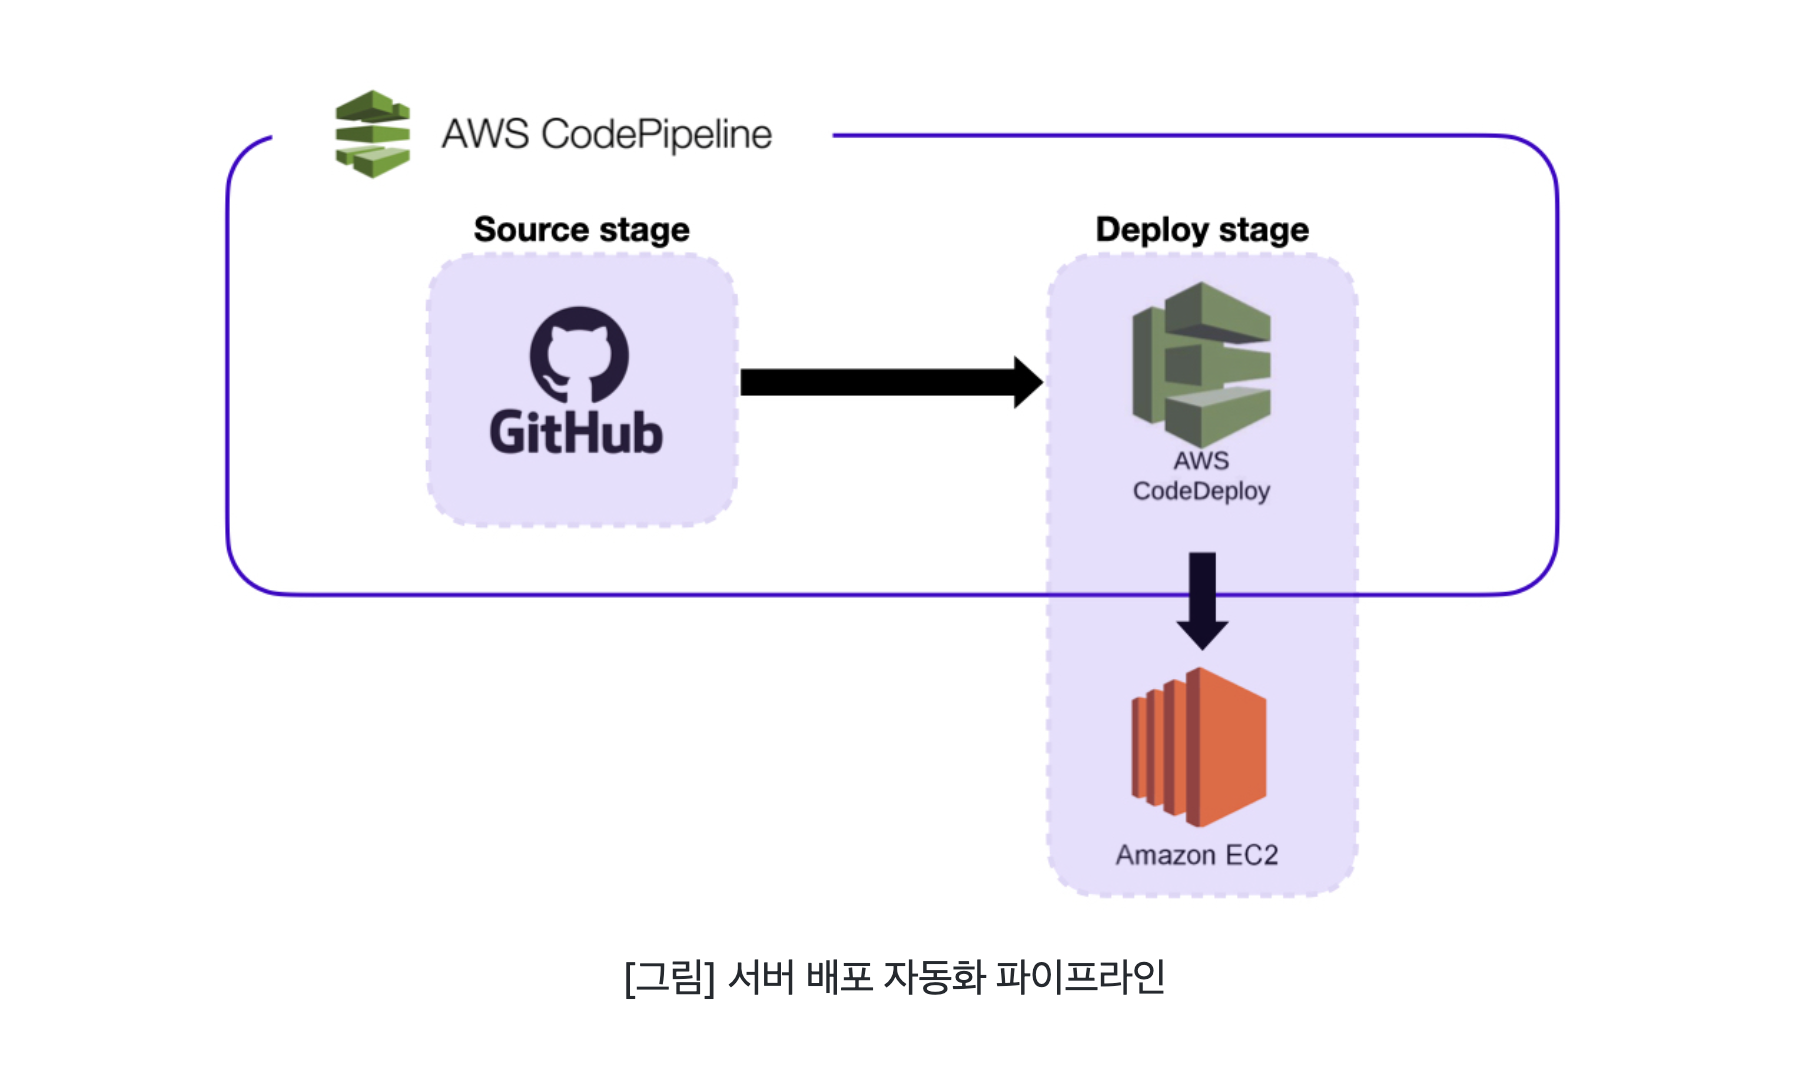 AWS CodePipeline
Source stage
Deploy stage
GitHub
AWS
CodeDeploy
Amazon EC2
[그림] 서버 배포 자동화 파이프라인